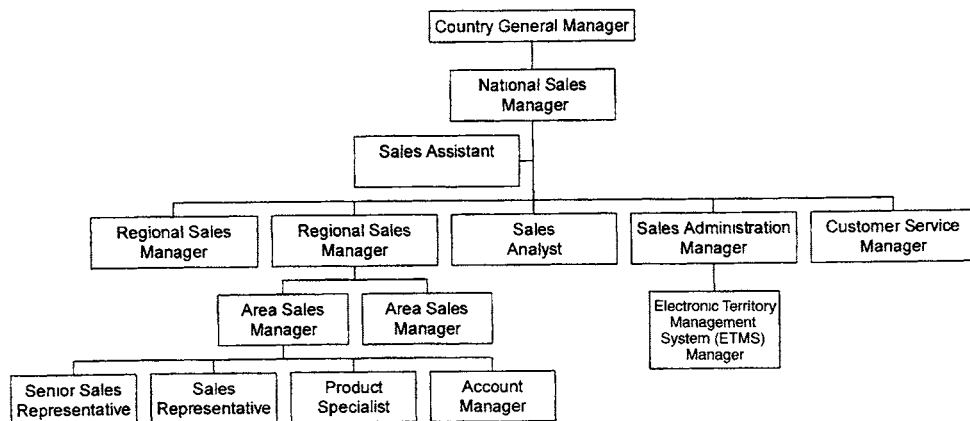 Country General Manager
National Sales
Manager
Sales Assistant
Regional Sales
Manager
Regional Sales
Manager
Sales
Analyst
Sales Administration
Manager
Customer Service
Manager
Area Sales
Manager
Area Sales
Manager
Electronic Territory
Management
System (ETMS)
Manager
Senior Sales
Representative
Sales
Representative
Product
Specialist
Account
Manager